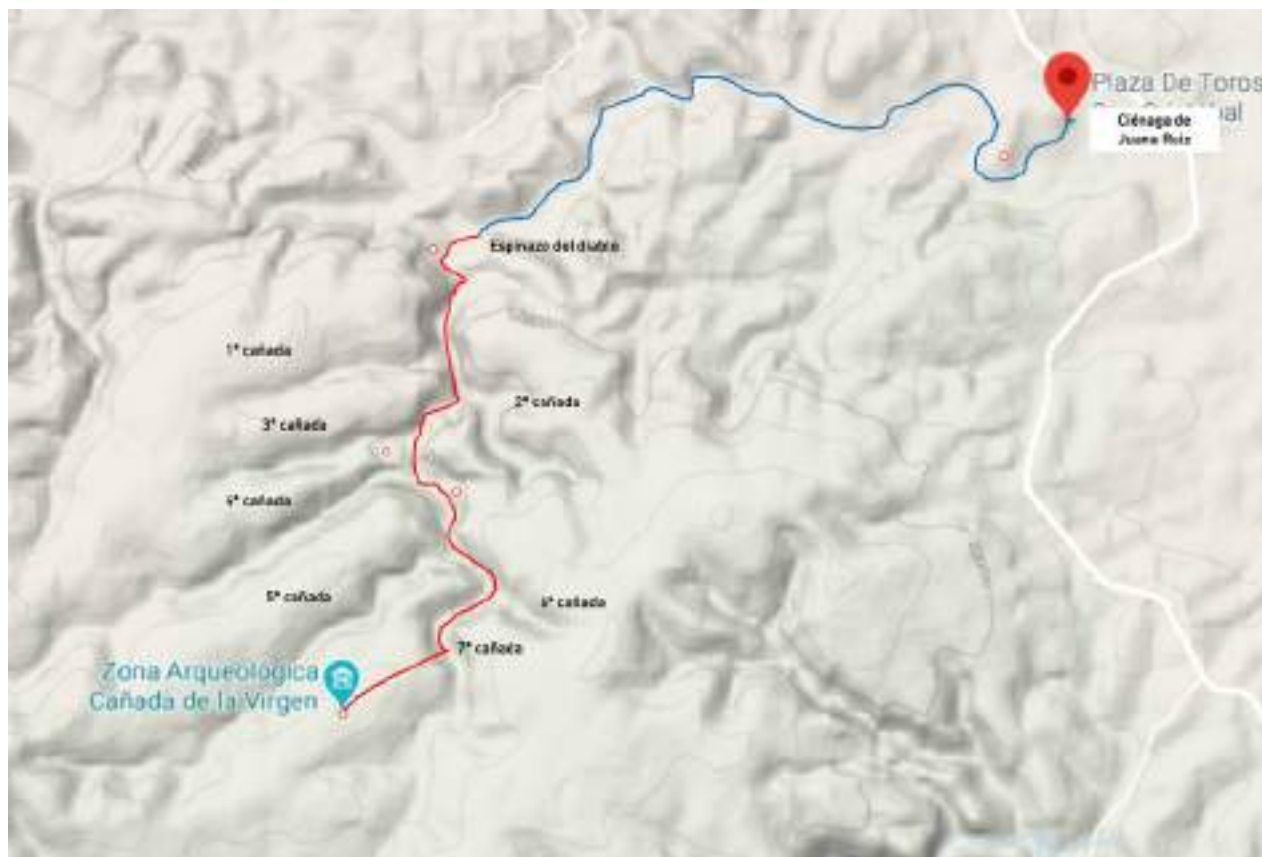 Plaza De Toros
Ciénaga de
Juana Ruiz
Espinazo del diablo
1ª cañada
2ª cañada
3ª cañada
4ª cañada
5ª cañada
6ª cañada
7ª cañada
Zona Arqueológica
Cañada de la Virgen